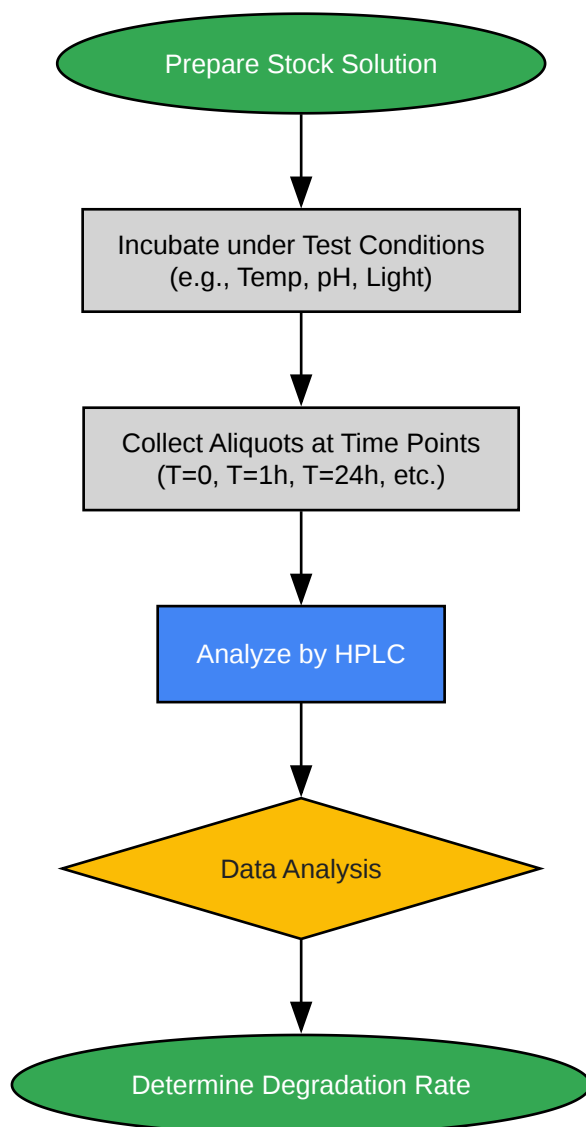 Prepare Stock Solution
Incubate under Test Conditions
(e.g., Temp, pH, Light)
Collect Aliquots at Time Points
(T=0, T=1h, T=24h, etc.)
Analyze by HPLC
Data Analysis
Determine Degradation Rate